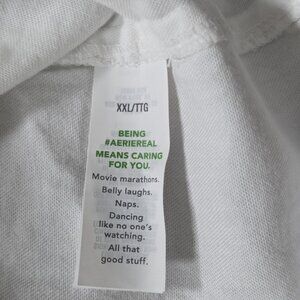 XXL/TTG
BEING
#AERIEREAL
MEANS CARING
FOR YOU.
Movie marathons.
Belly laughs.
Naps.
Dancing
like no one's
watching.
All that
good stuff.